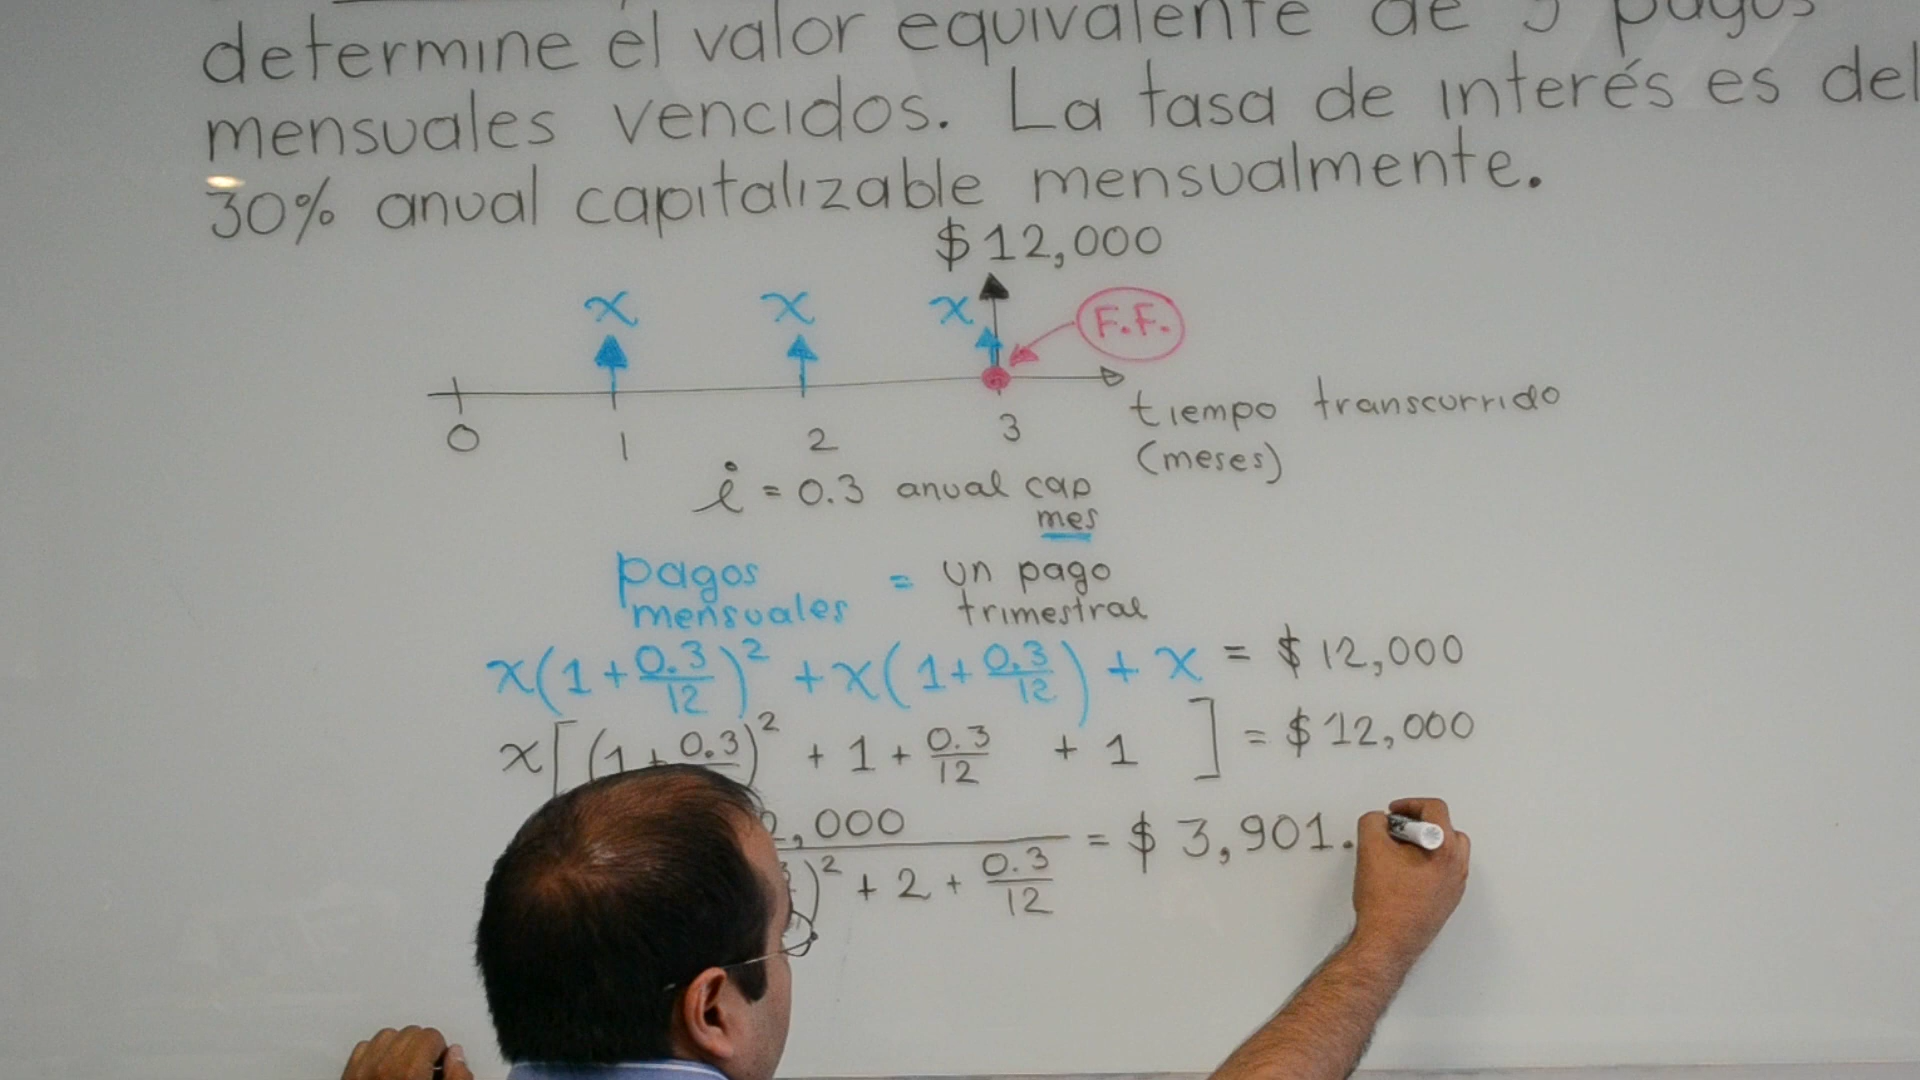 determine el valor equivalente de 3 pagos
mensuales vencidos. La tasa de interés es del
30% anual capitalizable mensualmente.
$12,000
x x x F.F.
0 1 2 3
tiempo transcurrido
(meses)
i = 0.3 anual cap
mes
pagos mensuales = un pago trimestral
x(1+0.3/12)^2 + x(1+0.3/12) + x = $12,000
x[(1+0.3)^2 + 1 + 0.3/12 + 1] = $12,000
,000
)^2 + 2 + 0.3/12 = $ 3,901.